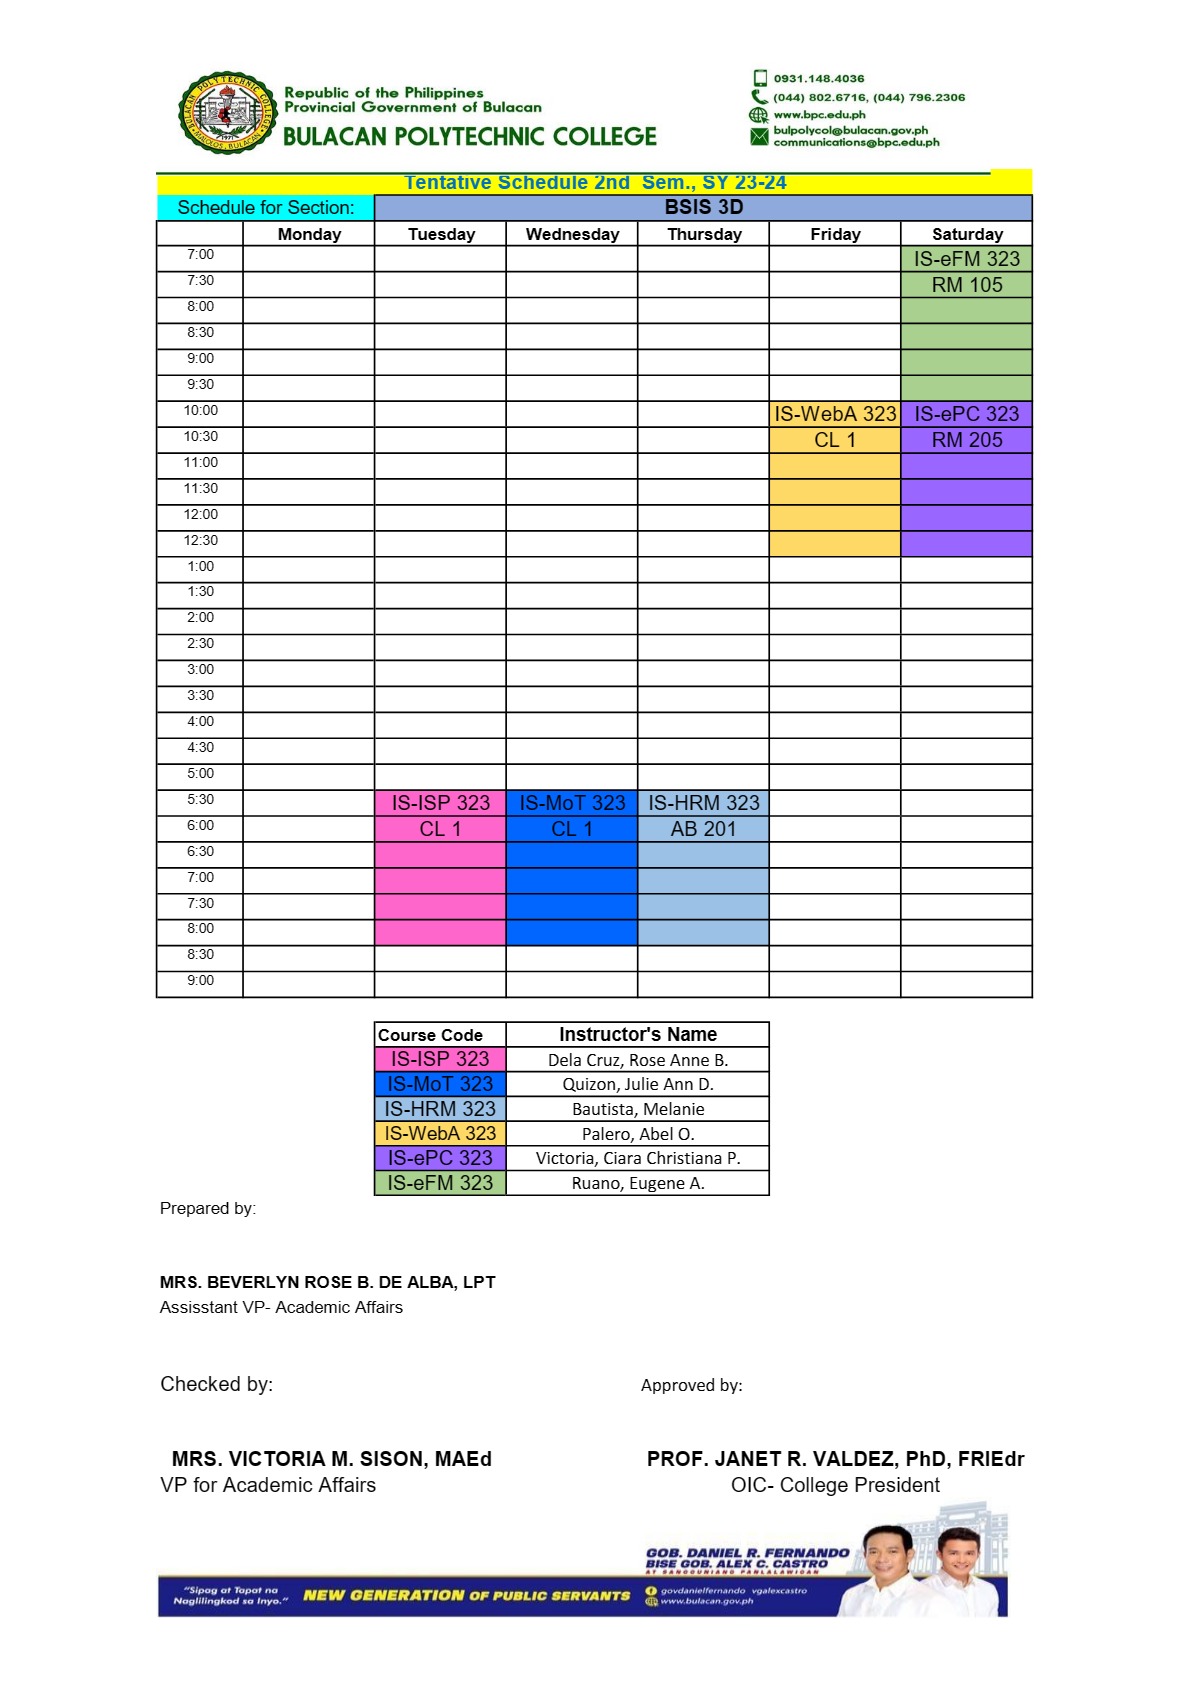 BULACAN POLYTECHNIC COLLEGE
MALOLOS, BULACAN
1971
Republic of the Philippines
Provincial Government of Bulacan
BULACAN POLYTECHNIC COLLEGE
0931.148.4036
(044) 802.6716, (044) 796.2306
www.bpc.edu.ph
bulpolycol@bulacan.gov.ph
communications@bpc.edu.ph
Tentative Schedule 2nd Sem., SY 23-24
Schedule for Section: BSIS 3D
Monday Tuesday Wednesday Thursday Friday Saturday
7:00 IS-eFM 323
7:30 RM 105
8:00
8:30
9:00
9:30
10:00 IS-WebA 323 IS-ePC 323
10:30 CL 1 RM 205
11:00
11:30
12:00
12:30
1:00
1:30
2:00
2:30
3:00
3:30
4:00
4:30
5:00
5:30 IS-ISP 323 IS-MoT 323 IS-HRM 323
6:00 CL 1 CL 1 AB 201
6:30
7:00
7:30
8:00
8:30
9:00
Course Code Instructor's Name
IS-ISP 323 Dela Cruz, Rose Anne B.
IS-MoT 323 Quizon, Julie Ann D.
IS-HRM 323 Bautista, Melanie
IS-WebA 323 Palero, Abel O.
IS-ePC 323 Victoria, Ciara Christiana P.
IS-eFM 323 Ruano, Eugene A.
Prepared by:
MRS. BEVERLYN ROSE B. DE ALBA, LPT
Assisstant VP- Academic Affairs
Checked by: Approved by:
MRS. VICTORIA M. SISON, MAEd PROF. JANET R. VALDEZ, PhD, FRIEdr
VP for Academic Affairs OIC- College President
GOB. DANIEL R. FERNANDO
BISE GOB. ALEX C. CASTRO
AT SANGGUNIANG PANLALAWIGAN
"Sipag at Tapat na
Naglilingkod sa Inyo."
NEW GENERATION OF PUBLIC SERVANTS
govdanielfernando vgalexcastro
www.bulacan.gov.ph